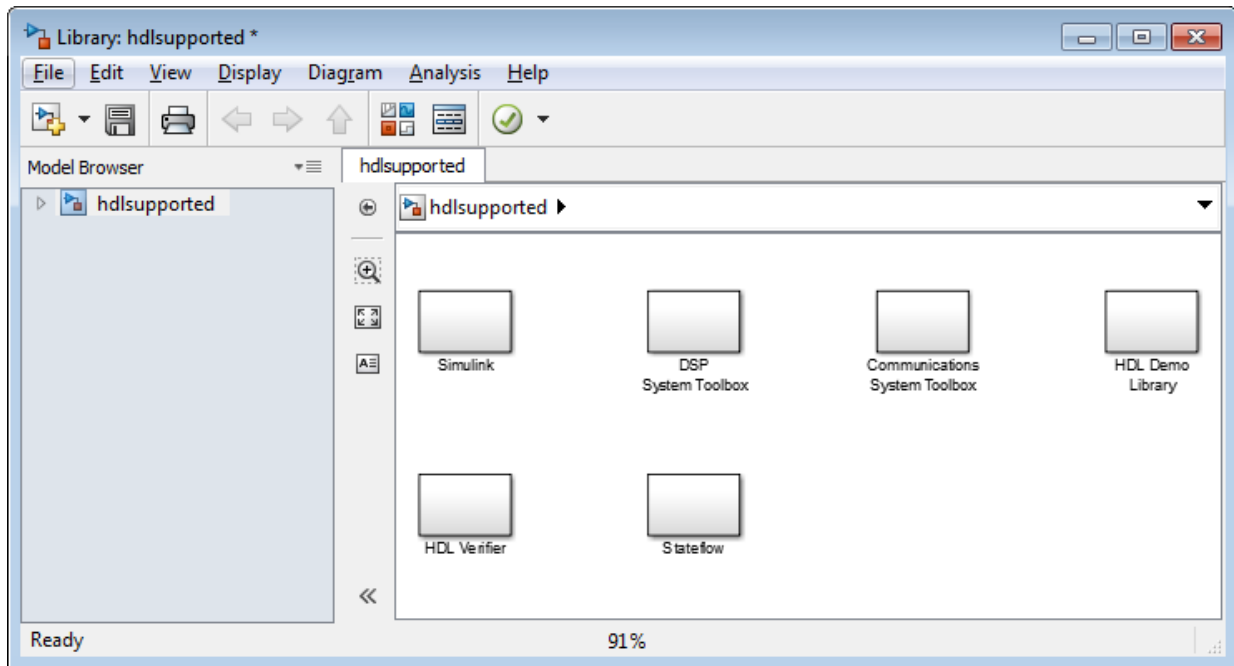 Library: hdlsupported *
File Edit View Display Diagram Analysis Help
Model Browser
hdlsupported
hdlsupported
hdlsupported
A
Simulink
DSP
System Toolbox
Communications
System Toolbox
HDL Demo
Library
HDL Verifier
Stateflow
Ready
91%